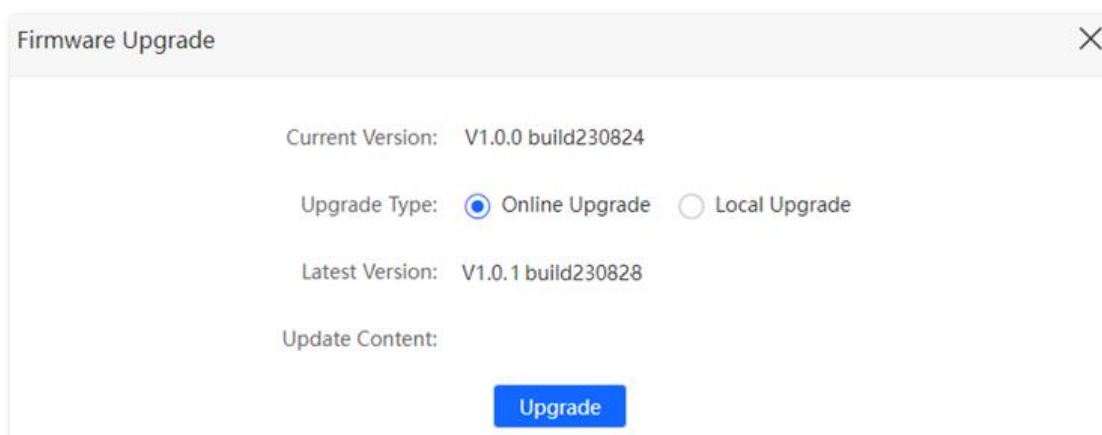 Firmware Upgrade
Current Version: V1.0.0 build230824
Upgrade Type: Online Upgrade Local Upgrade
Latest Version: V1.0.1 build230828
Update Content:
Upgrade